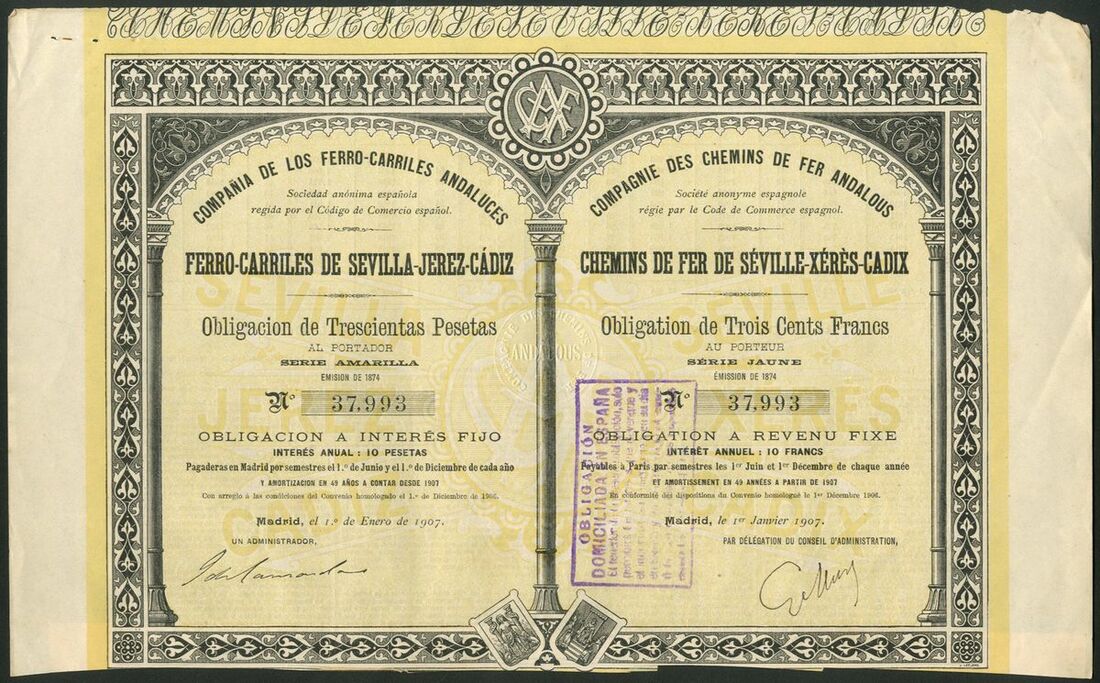 COMPAÑIA DE LOS FERRO-CARRILES ANDALUCES
Sociedad anónima española
regida por el Código de Comercio español.
FERRO-CARRILES DE SEVILLA-JEREZ-CÁDIZ
Obligacion de Trescientas Pesetas
AL PORTADOR
SERIE AMARILLA
EMISION DE 1874
Nº 37,993
OBLIGACION A INTERÉS FIJO
INTERÉS ANUAL: 10 PESETAS
Pagaderas en Madrid por semestres el 1.º de Junio y el 1.º de Diciembre de cada año
Y AMORTIZACION EN 49 AÑOS A CONTAR DESDE 1907
Con arreglo á las condiciones del Convenio homologado el 1.º de Diciembre de 1906.
Madrid, el 1.º de Enero de 1907.
UN ADMINISTRADOR,
COMPAGNIE DES CHEMINS DE FER ANDALOUS
Société anonyme espagnole
régie par le Code de Commerce espagnol.
CHEMINS DE FER DE SÉVILLE-XÉRÈS-CADIX
Obligation de Trois Cents Francs
AU PORTEUR
SÉRIE JAUNE
ÉMISSION DE 1874
Nº 37,993
OBLIGATION A REVENU FIXE
INTÉRÊT ANNUEL: 10 FRANCS
Payables à Paris par semestres les 1er Juin et 1er Décembre de chaque année
ET AMORTISSEMENT EN 49 ANNÉES A PARTIR DE 1907
En conformité des dispositions du Convenio homologué le 1er Décembre 1906.
Madrid, le 1er Janvier 1907.
PAR DÉLÉGATION DU CONSEIL D'ADMINISTRATION,
OBLIGACIÓN
DOMICILIADA EN ESPAÑA
ANDALOUS
SEVILLA
JEREZ
SEVILLE
XERES